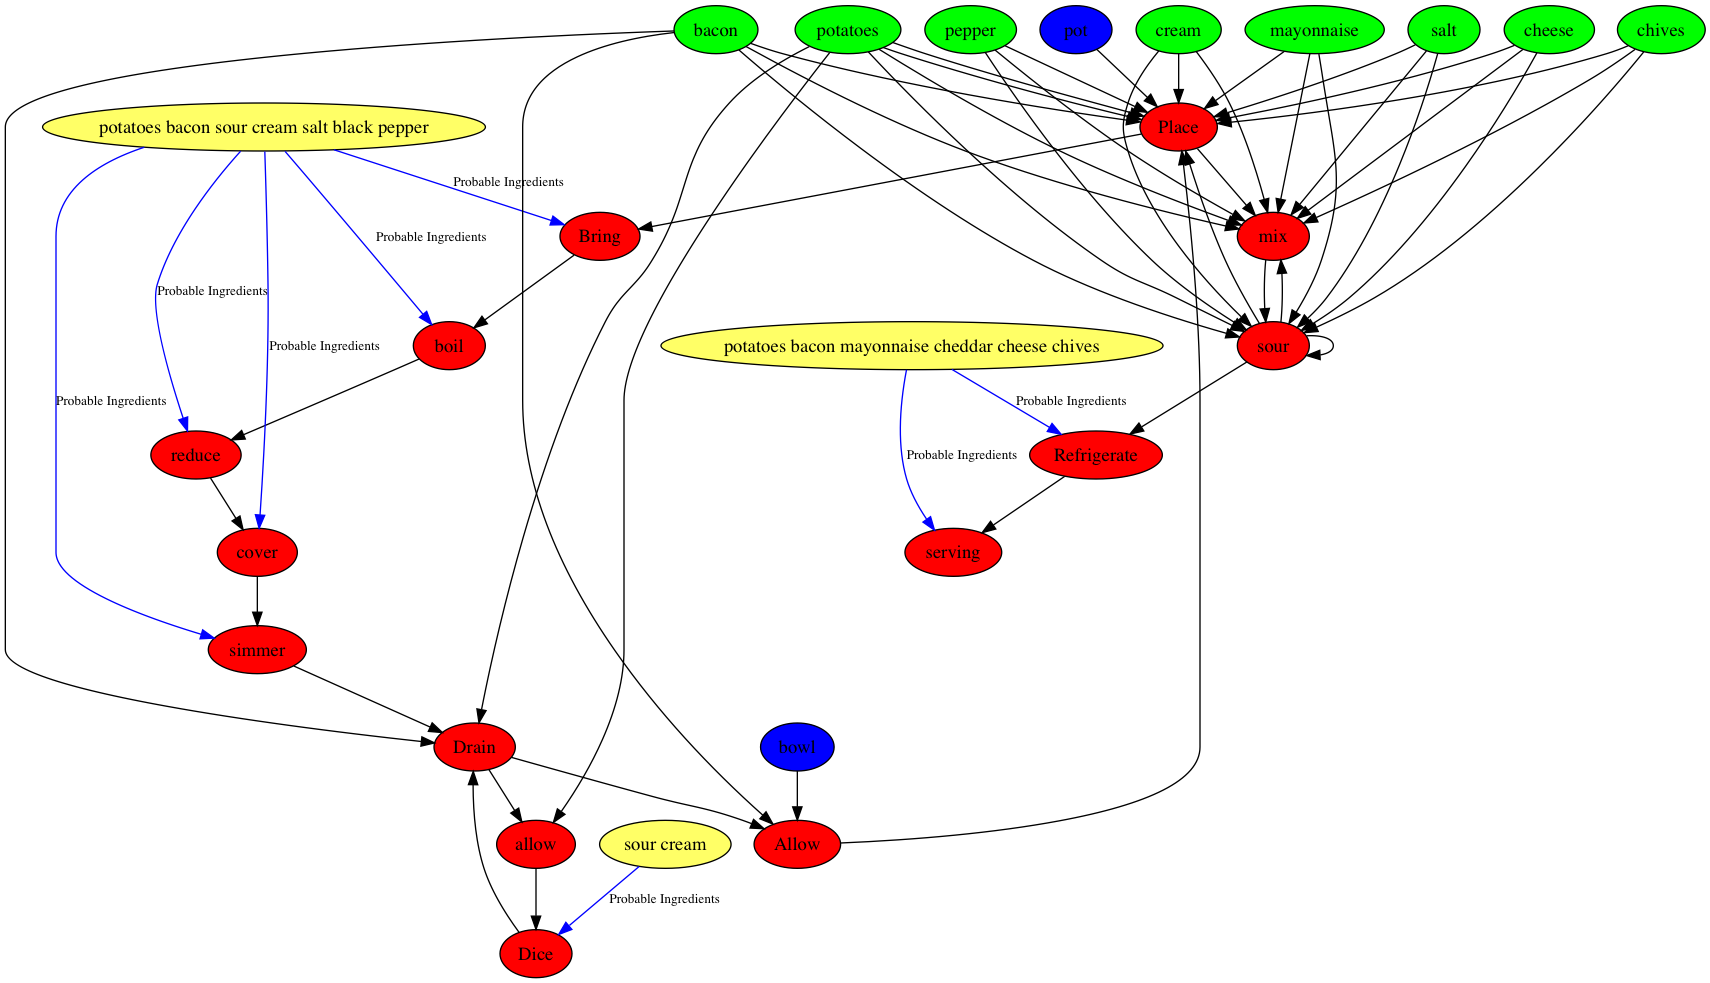 bacon
potatoes
pepper
pot
cream
mayonnaise
salt
cheese
chives
potatoes bacon sour cream salt black pepper
Place
Probable Ingredients
Bring
Probable Ingredients
mix
Probable Ingredients
boil
Probable Ingredients
potatoes bacon mayonnaise cheddar cheese chives
sour
Probable Ingredients
Probable Ingredients
reduce
Probable Ingredients
Refrigerate
cover
serving
simmer
Drain
bowl
allow
sour cream
Allow
Probable Ingredients
Dice